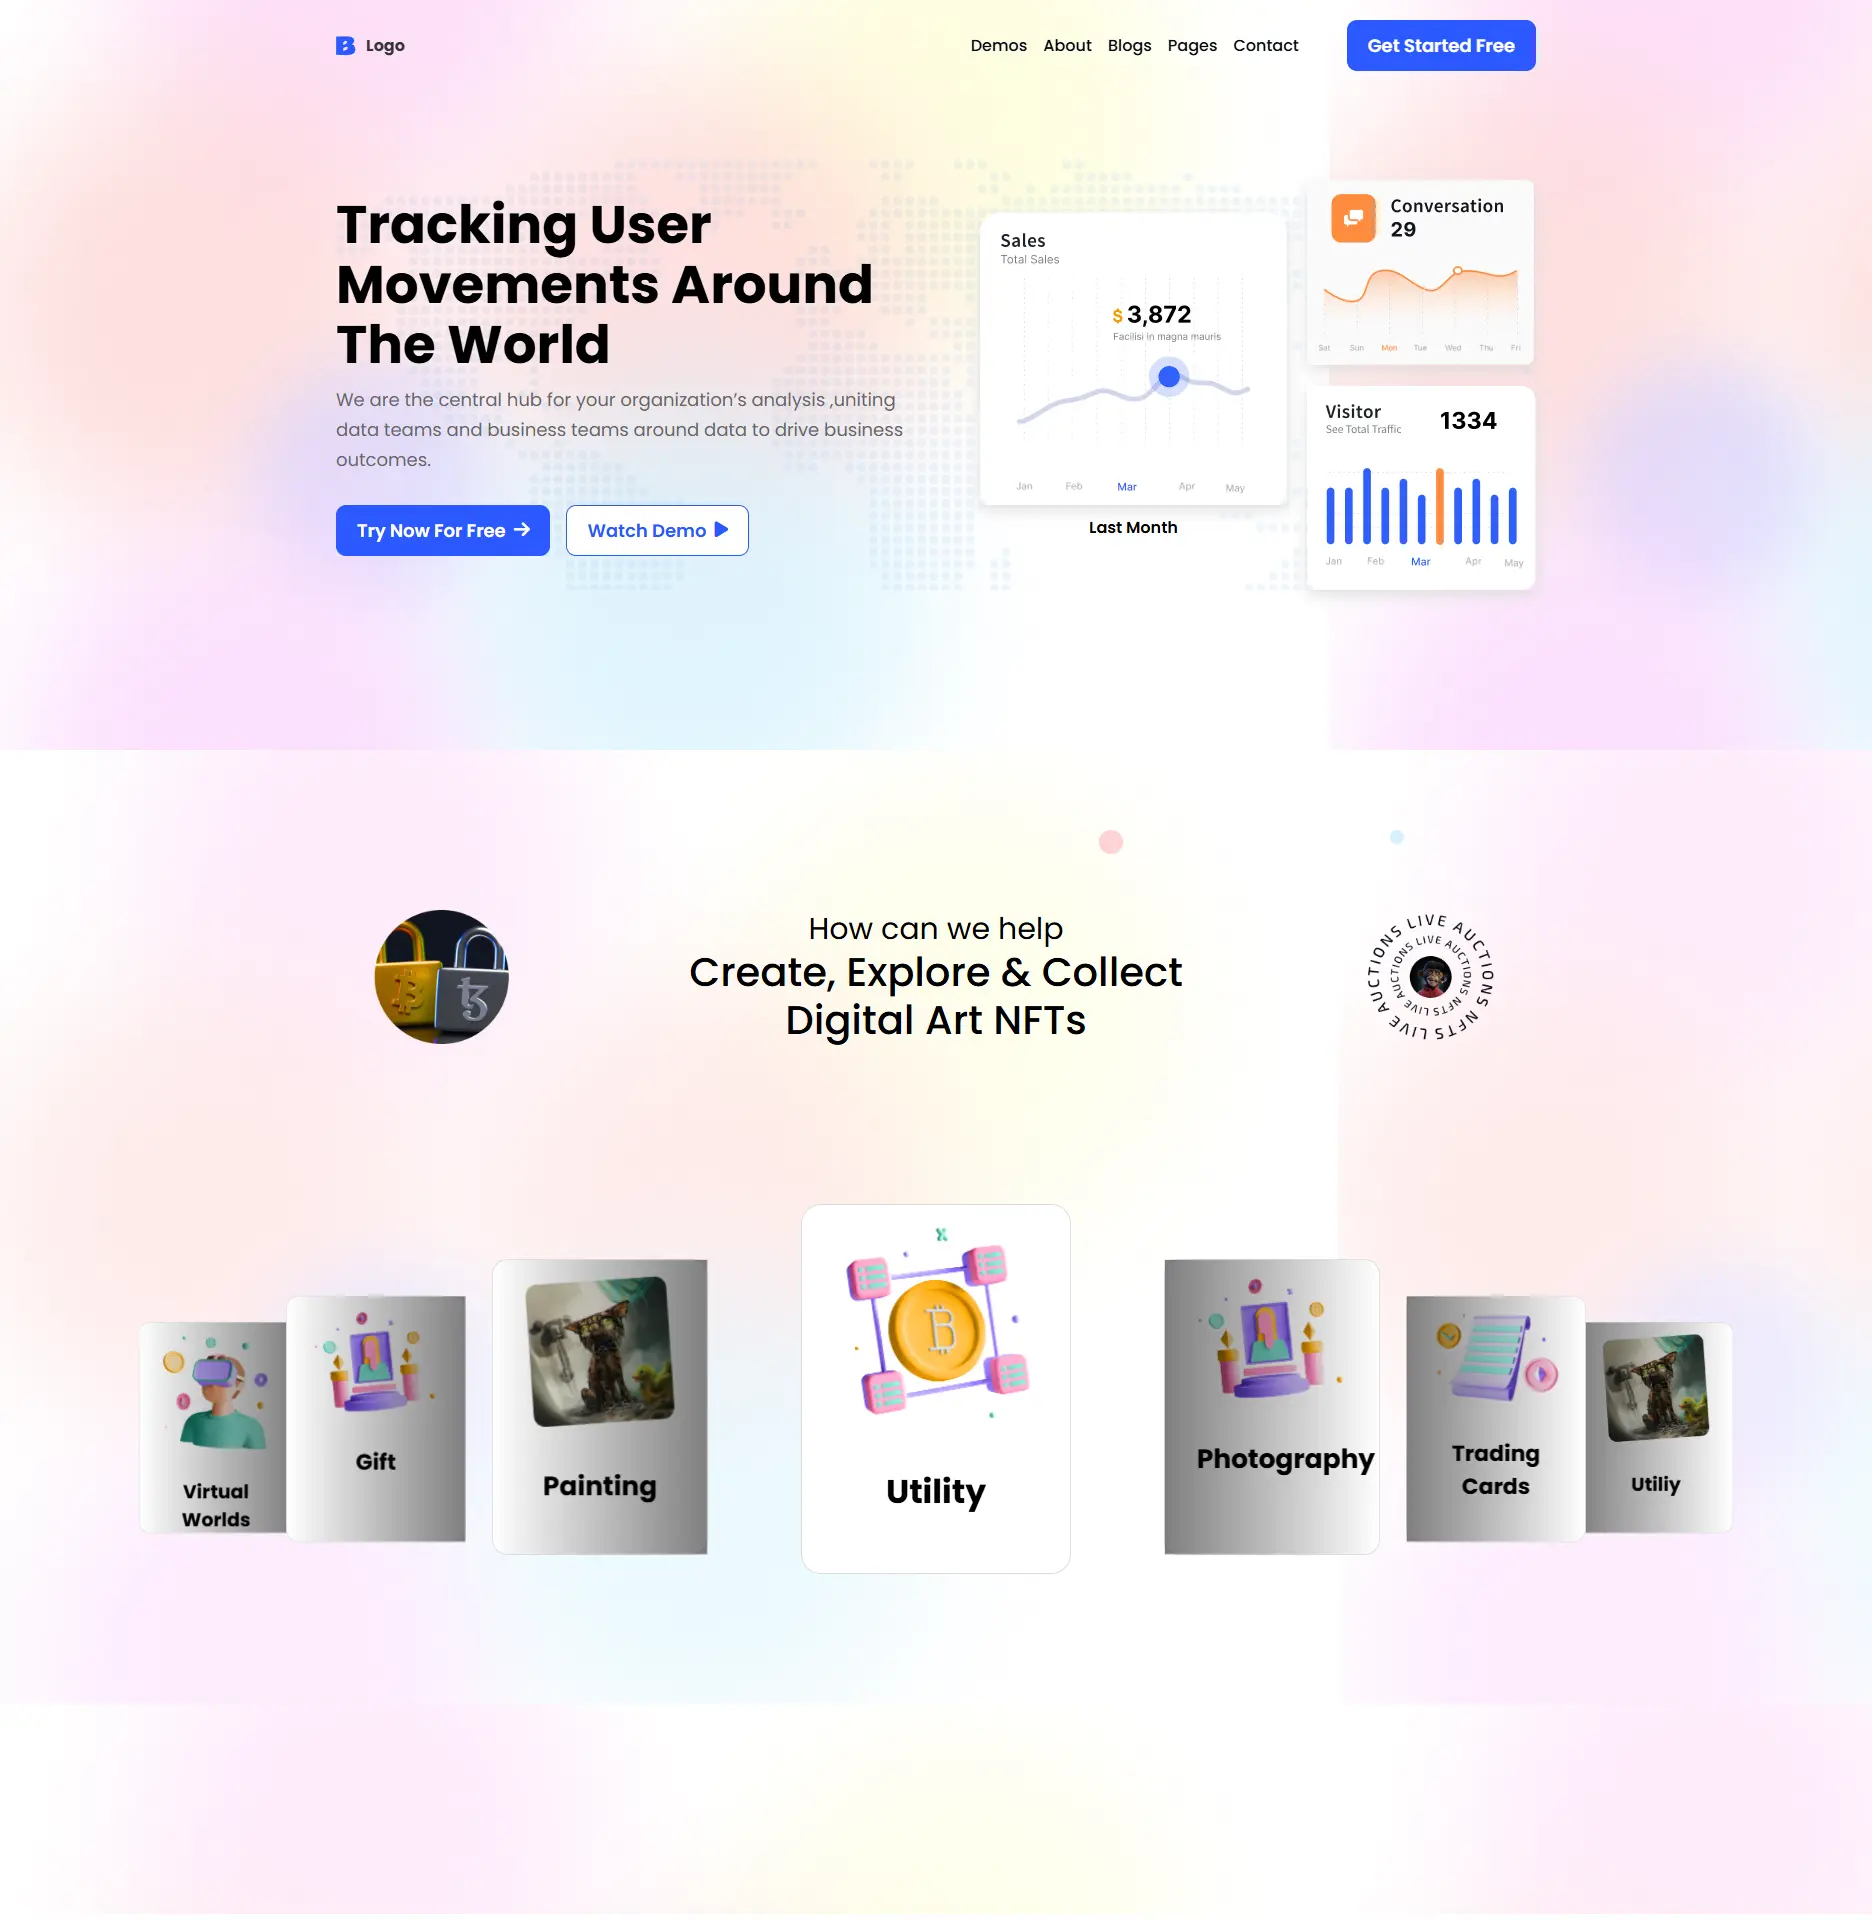 Logo
Demos About Blogs Pages Contact
Get Started Free
Tracking User
Movements Around
The World
We are the central hub for your organization’s analysis ,uniting
data teams and business teams around data to drive business
outcomes.
Try Now For Free
Watch Demo
Sales
Total Sales
$ 3,872
Facilisi in magna mauris
Jan Feb Mar Apr May
Last Month
Conversation
29
Sat Sun Mon Tue Wed Thu Fri
Visitor
See Total Traffic
1334
Jan Feb Mar Apr May
How can we help
Create, Explore & Collect
Digital Art NFTs
LIVE AUCTIONS NFTS LIVE AUCTIONS
LIVE AUCTIONS NFTS LIVE AUCTIONS
Virtual
Worlds
Gift
Painting
Utility
Photography
Trading
Cards
Utiliy